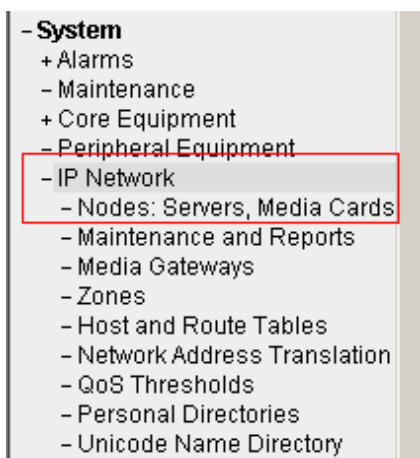 – System
+ Alarms
– Maintenance
+ Core Equipment
– Peripheral Equipment
– IP Network
– Nodes: Servers, Media Cards
– Maintenance and Reports
– Media Gateways
– Zones
– Host and Route Tables
– Network Address Translation
– QoS Thresholds
– Personal Directories
– Unicode Name Directory